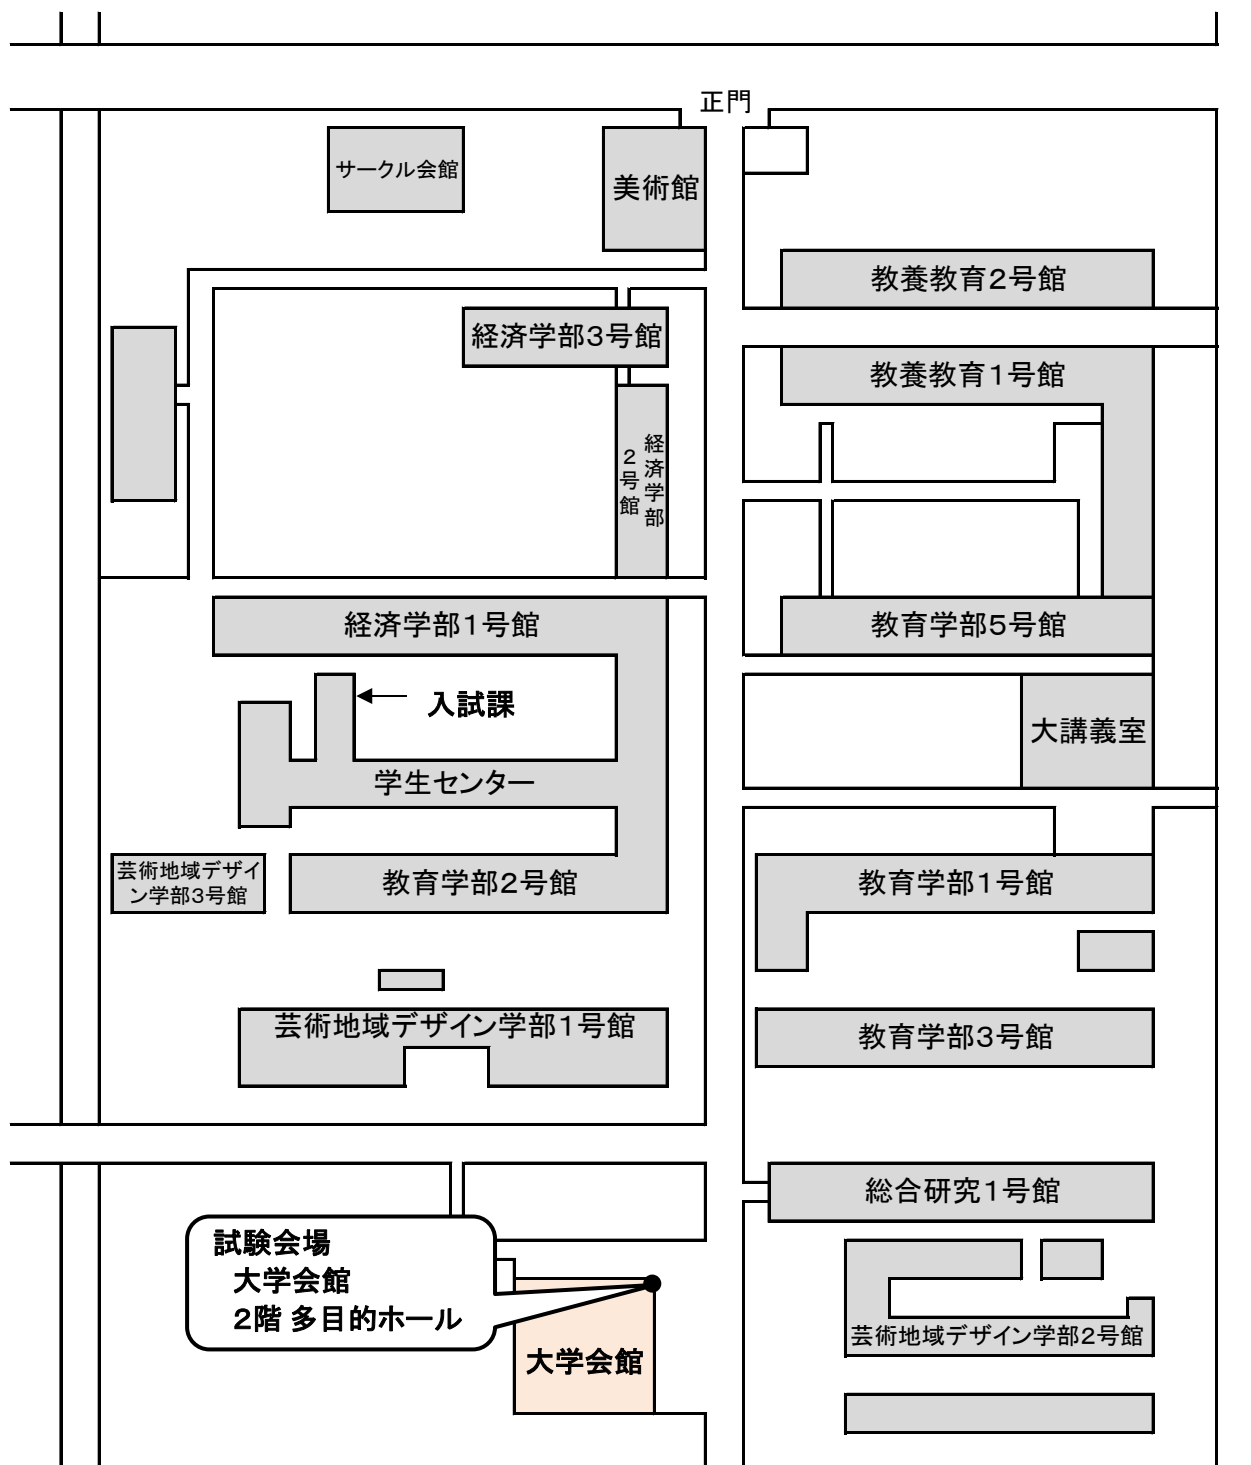 正門
サークル会館
美術館
教養教育２号館
経済学部３号館
教養教育１号館
経済学部
２号館
経済学部１号館
教育学部５号館
入試課
大講義室
学生センター
芸術地域デザイ
ン学部３号館
教育学部２号館
教育学部１号館
芸術地域デザイン学部１号館
教育学部３号館
総合研究１号館
試験会場
大学会館
２階 多目的ホール
芸術地域デザイン学部２号館
大学会館